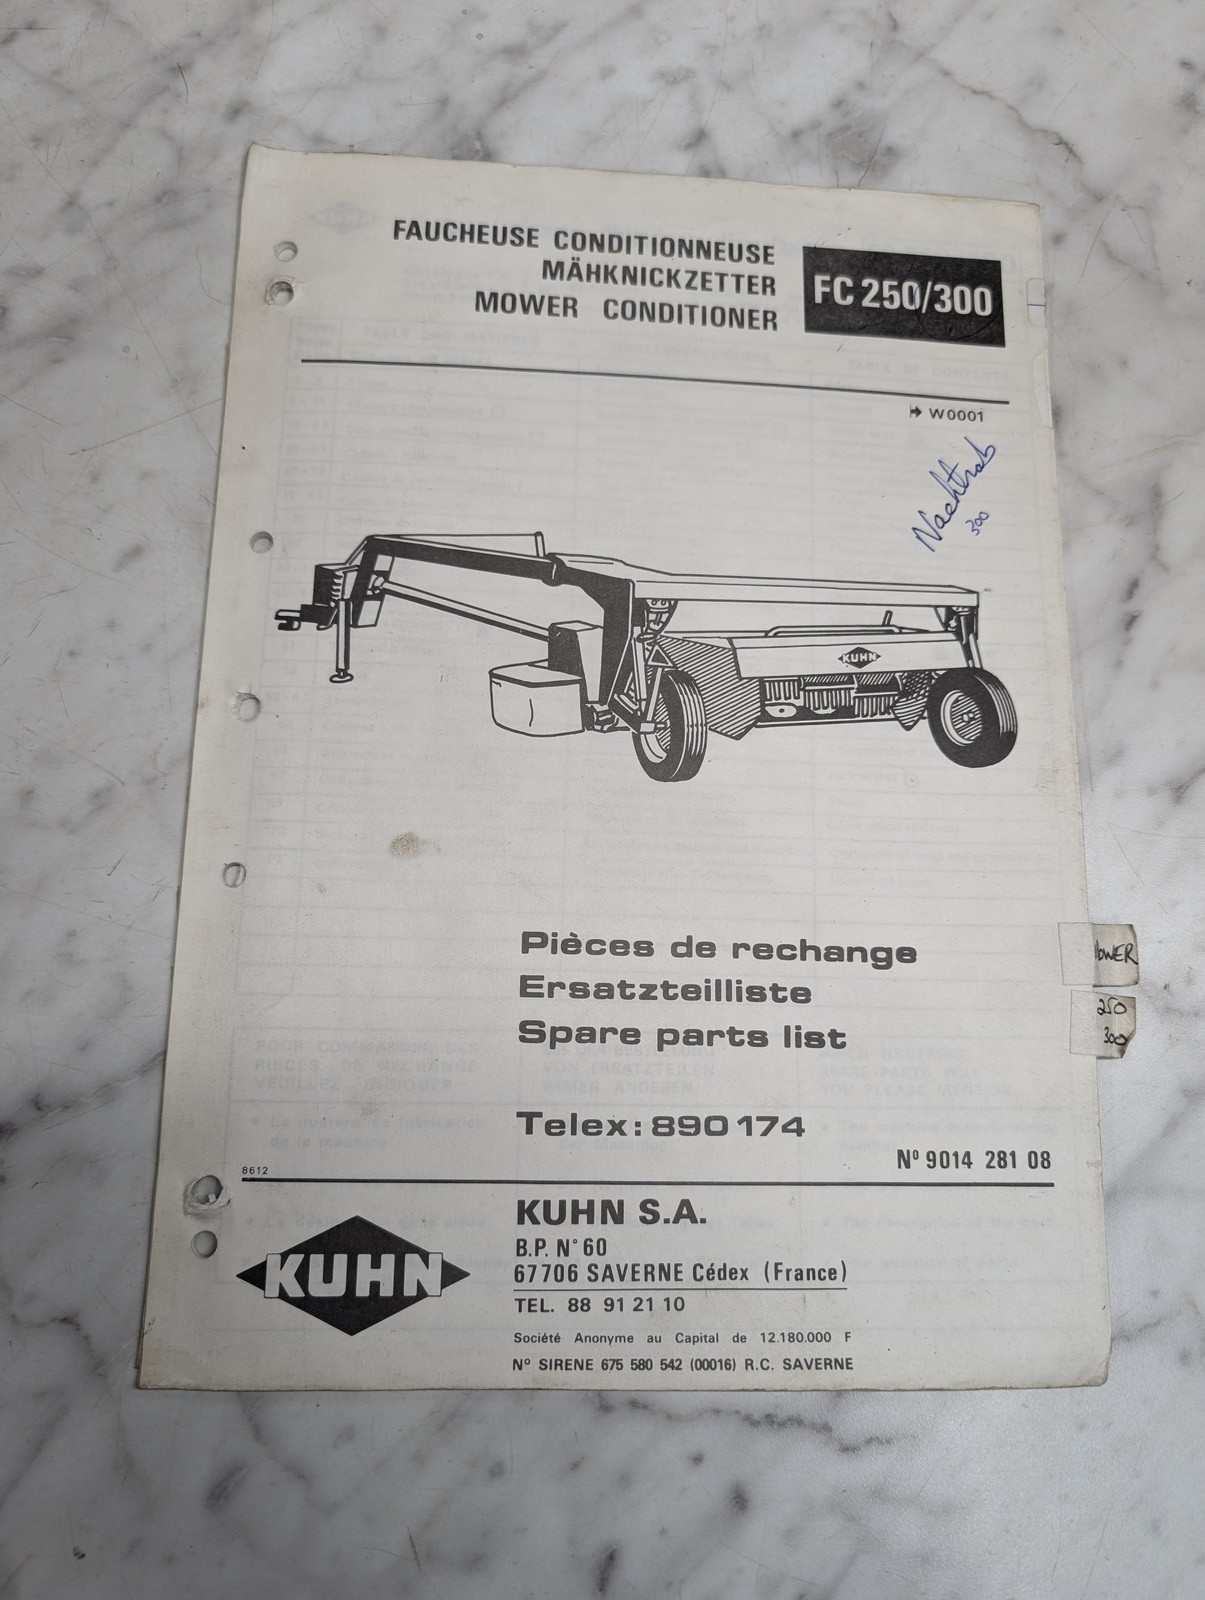 FAUCHEUSE CONDITIONNEUSE
MÄHKNICKZETTER
MOWER CONDITIONER
FC 250/300
W0001
300
KUHN
Pièces de rechange
Ersatzteilliste
Spare parts list
250
300
Telex: 890 174
Nº 9014 281 08
8612
KUHN
KUHN S.A.
B.P. N° 60
67706 SAVERNE Cédex (France)
TEL. 88 91 21 10
Société Anonyme au Capital de 12.180.000 F
Nº SIRENE 675 580 542 (00016) R.C. SAVERNE